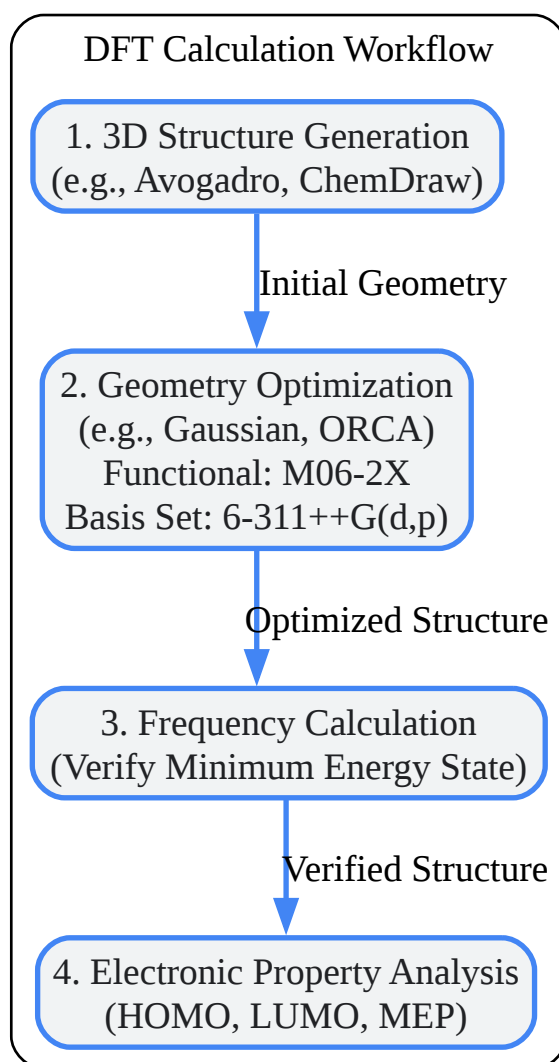 DFT Calculation Workflow
1. 3D Structure Generation
(e.g., Avogadro, ChemDraw)
Initial Geometry
2. Geometry Optimization
(e.g., Gaussian, ORCA)
Functional: M06-2X
Basis Set: 6-311++G(d,p)
Optimized Structure
3. Frequency Calculation
(Verify Minimum Energy State)
Verified Structure
4. Electronic Property Analysis
(HOMO, LUMO, MEP)